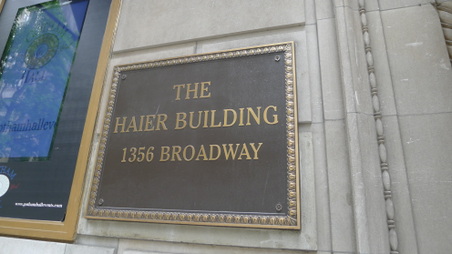 THE
HAIER BUILDING
1356 BROADWAY